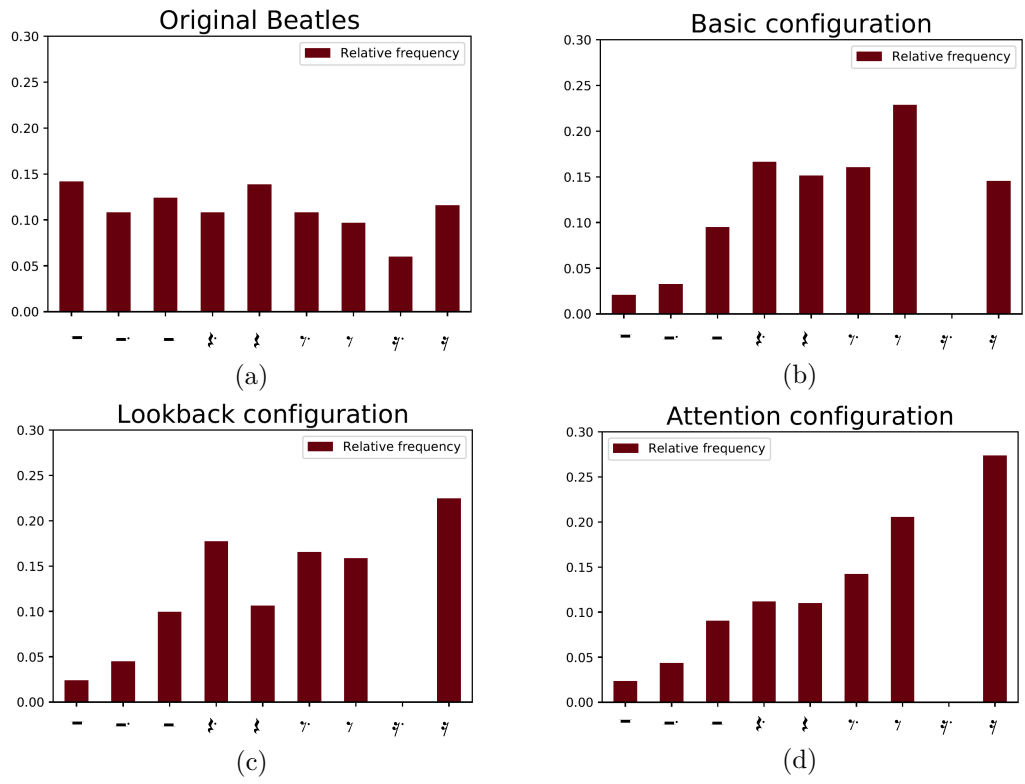 Original Beatles
0.30
0.25
0.20
0.15
0.10
0.05
0.00
Relative frequency
(a)
Basic configuration
0.30
0.25
0.20
0.15
0.10
0.05
0.00
Relative frequency
(b)
Lookback configuration
0.30
0.25
0.20
0.15
0.10
0.05
0.00
Relative frequency
(c)
Attention configuration
0.30
0.25
0.20
0.15
0.10
0.05
0.00
Relative frequency
(d)